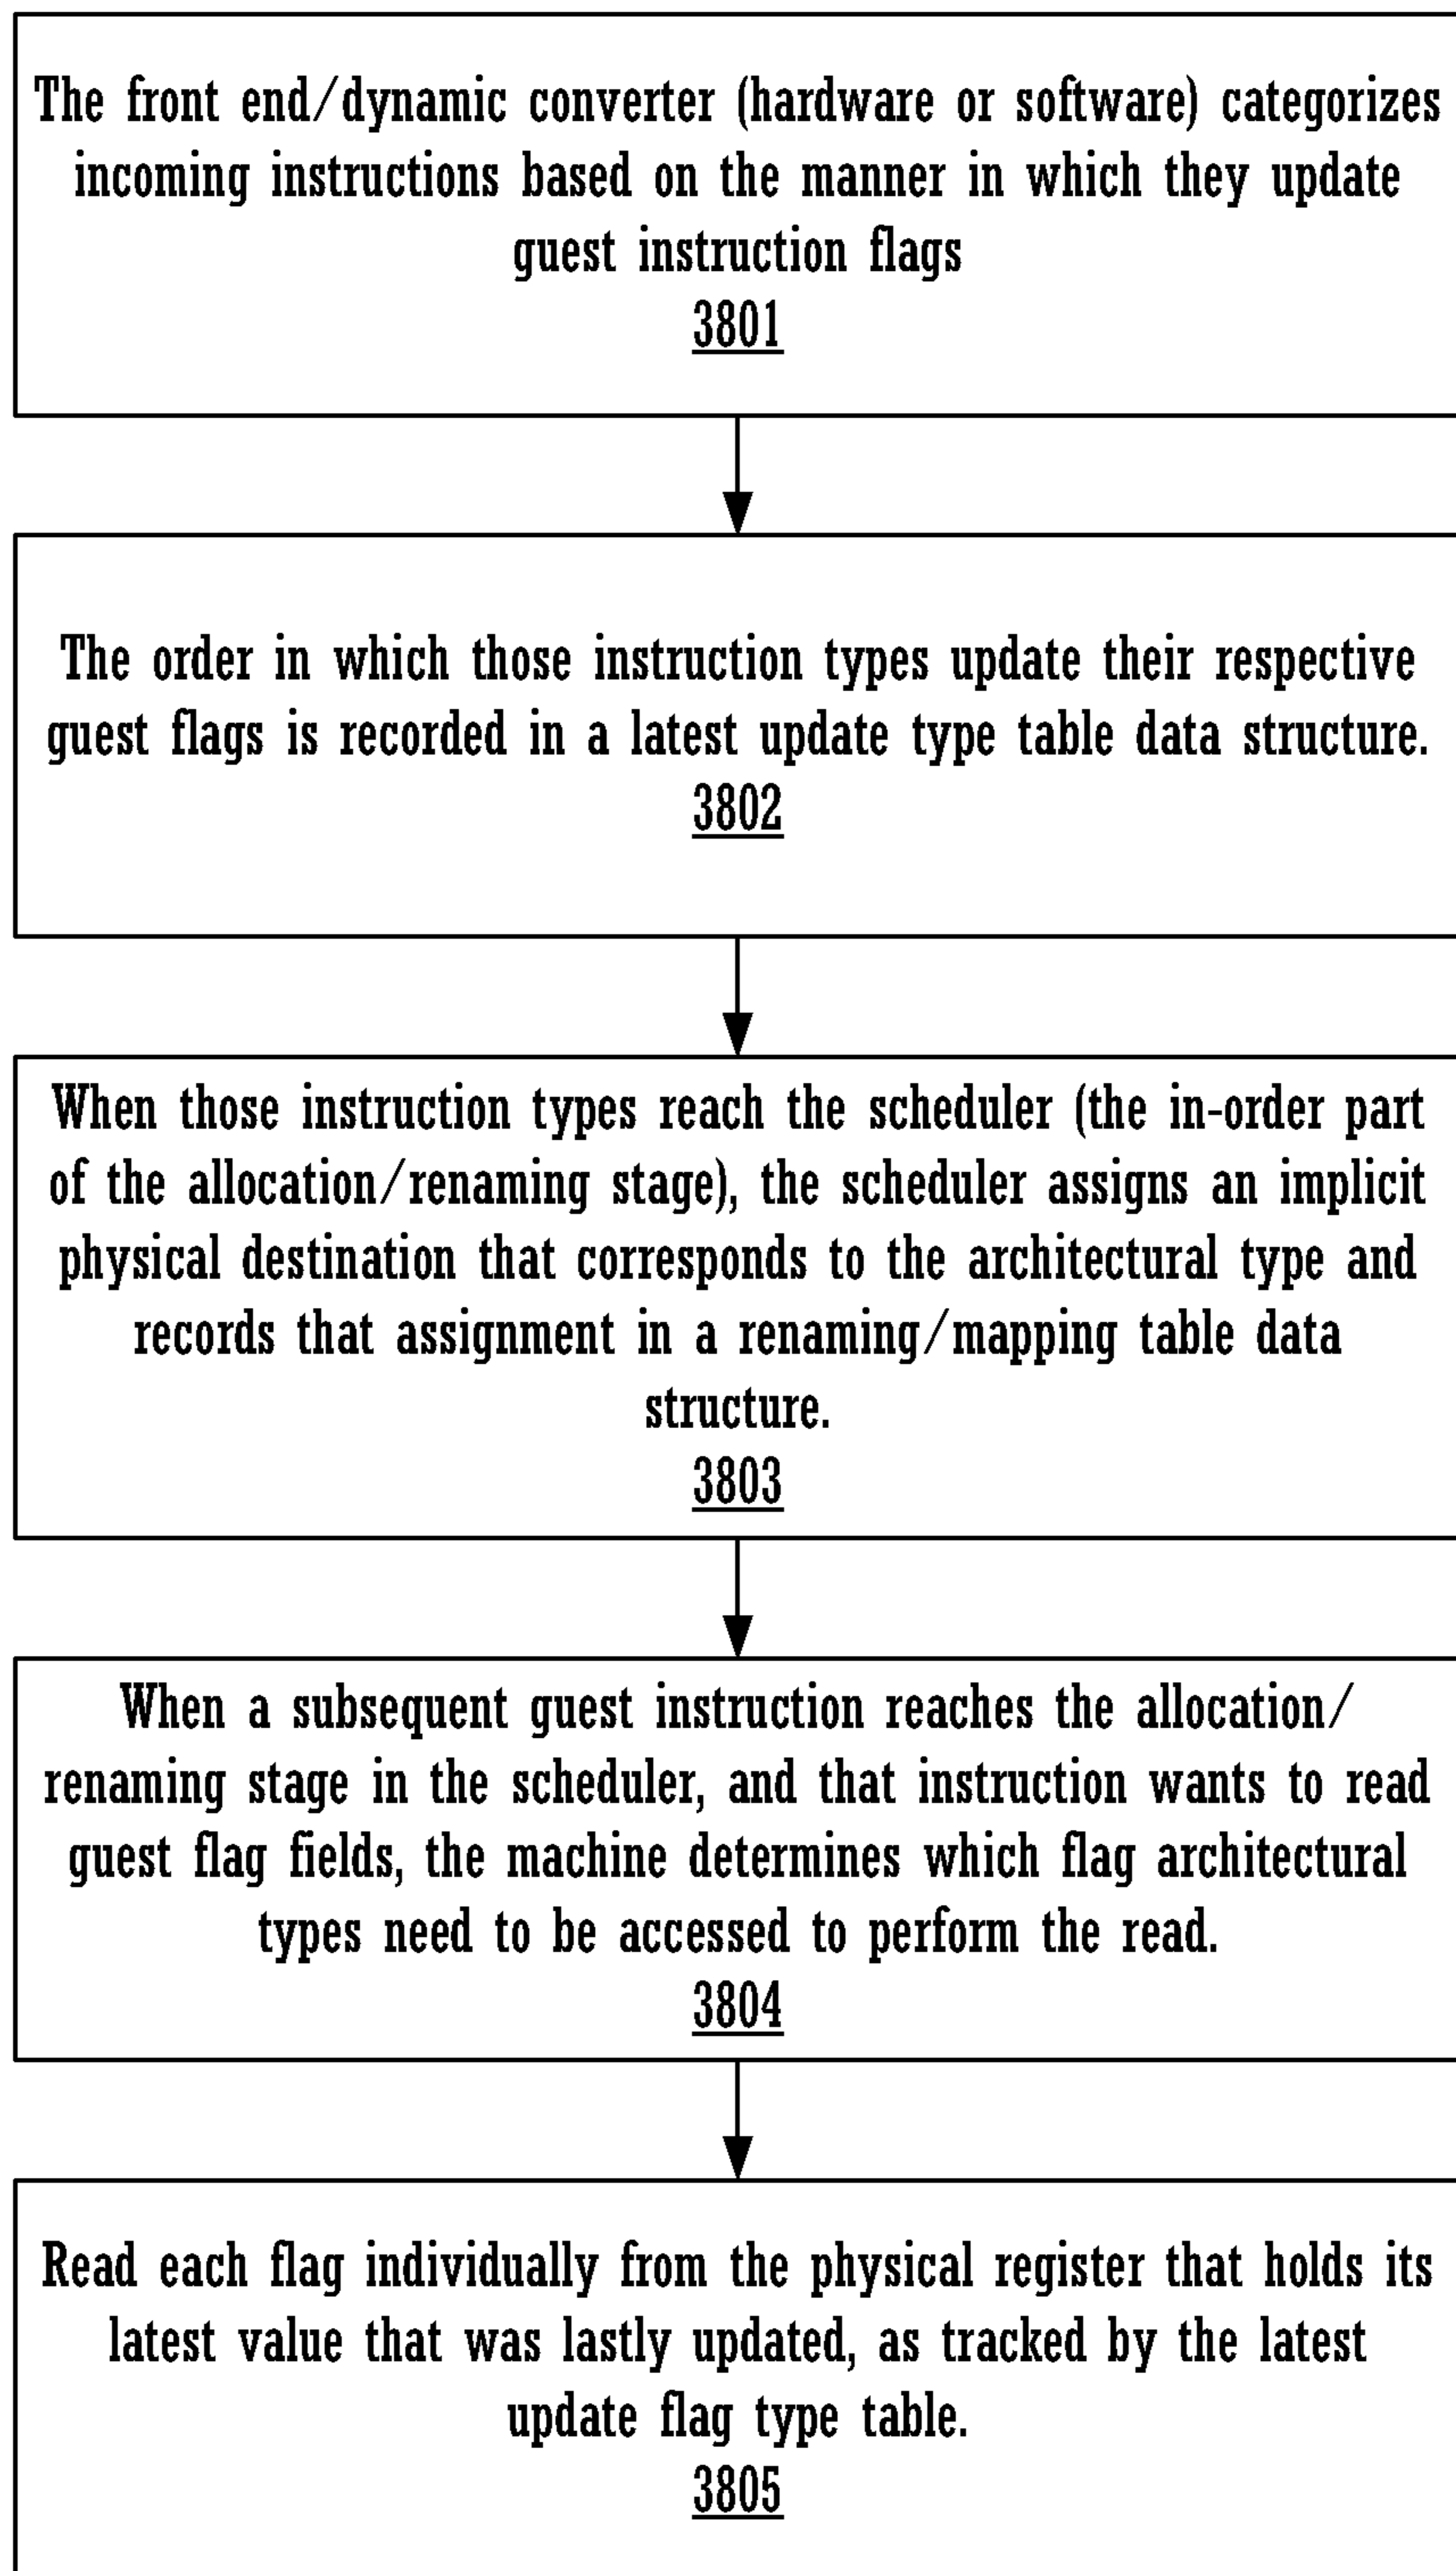 The front end/dynamic converter (hardware or software) categorizes
incoming instructions based on the manner in which they update
guest instruction flags
3801
The order in which those instruction types update their respective
guest flags is recorded in a latest update type table data structure.
3802
When those instruction types reach the scheduler (the in-order part
of the allocation/renaming stage), the scheduler assigns an implicit
physical destination that corresponds to the architectural type and
records that assignment in a renaming/mapping table data
structure.
3803
When a subsequent guest instruction reaches the allocation/
renaming stage in the scheduler, and that instruction wants to read
guest flag fields, the machine determines which flag architectural
types need to be accessed to perform the read.
3804
Read each flag individually from the physical register that holds its
latest value that was lastly updated, as tracked by the latest
update flag type table.
3805